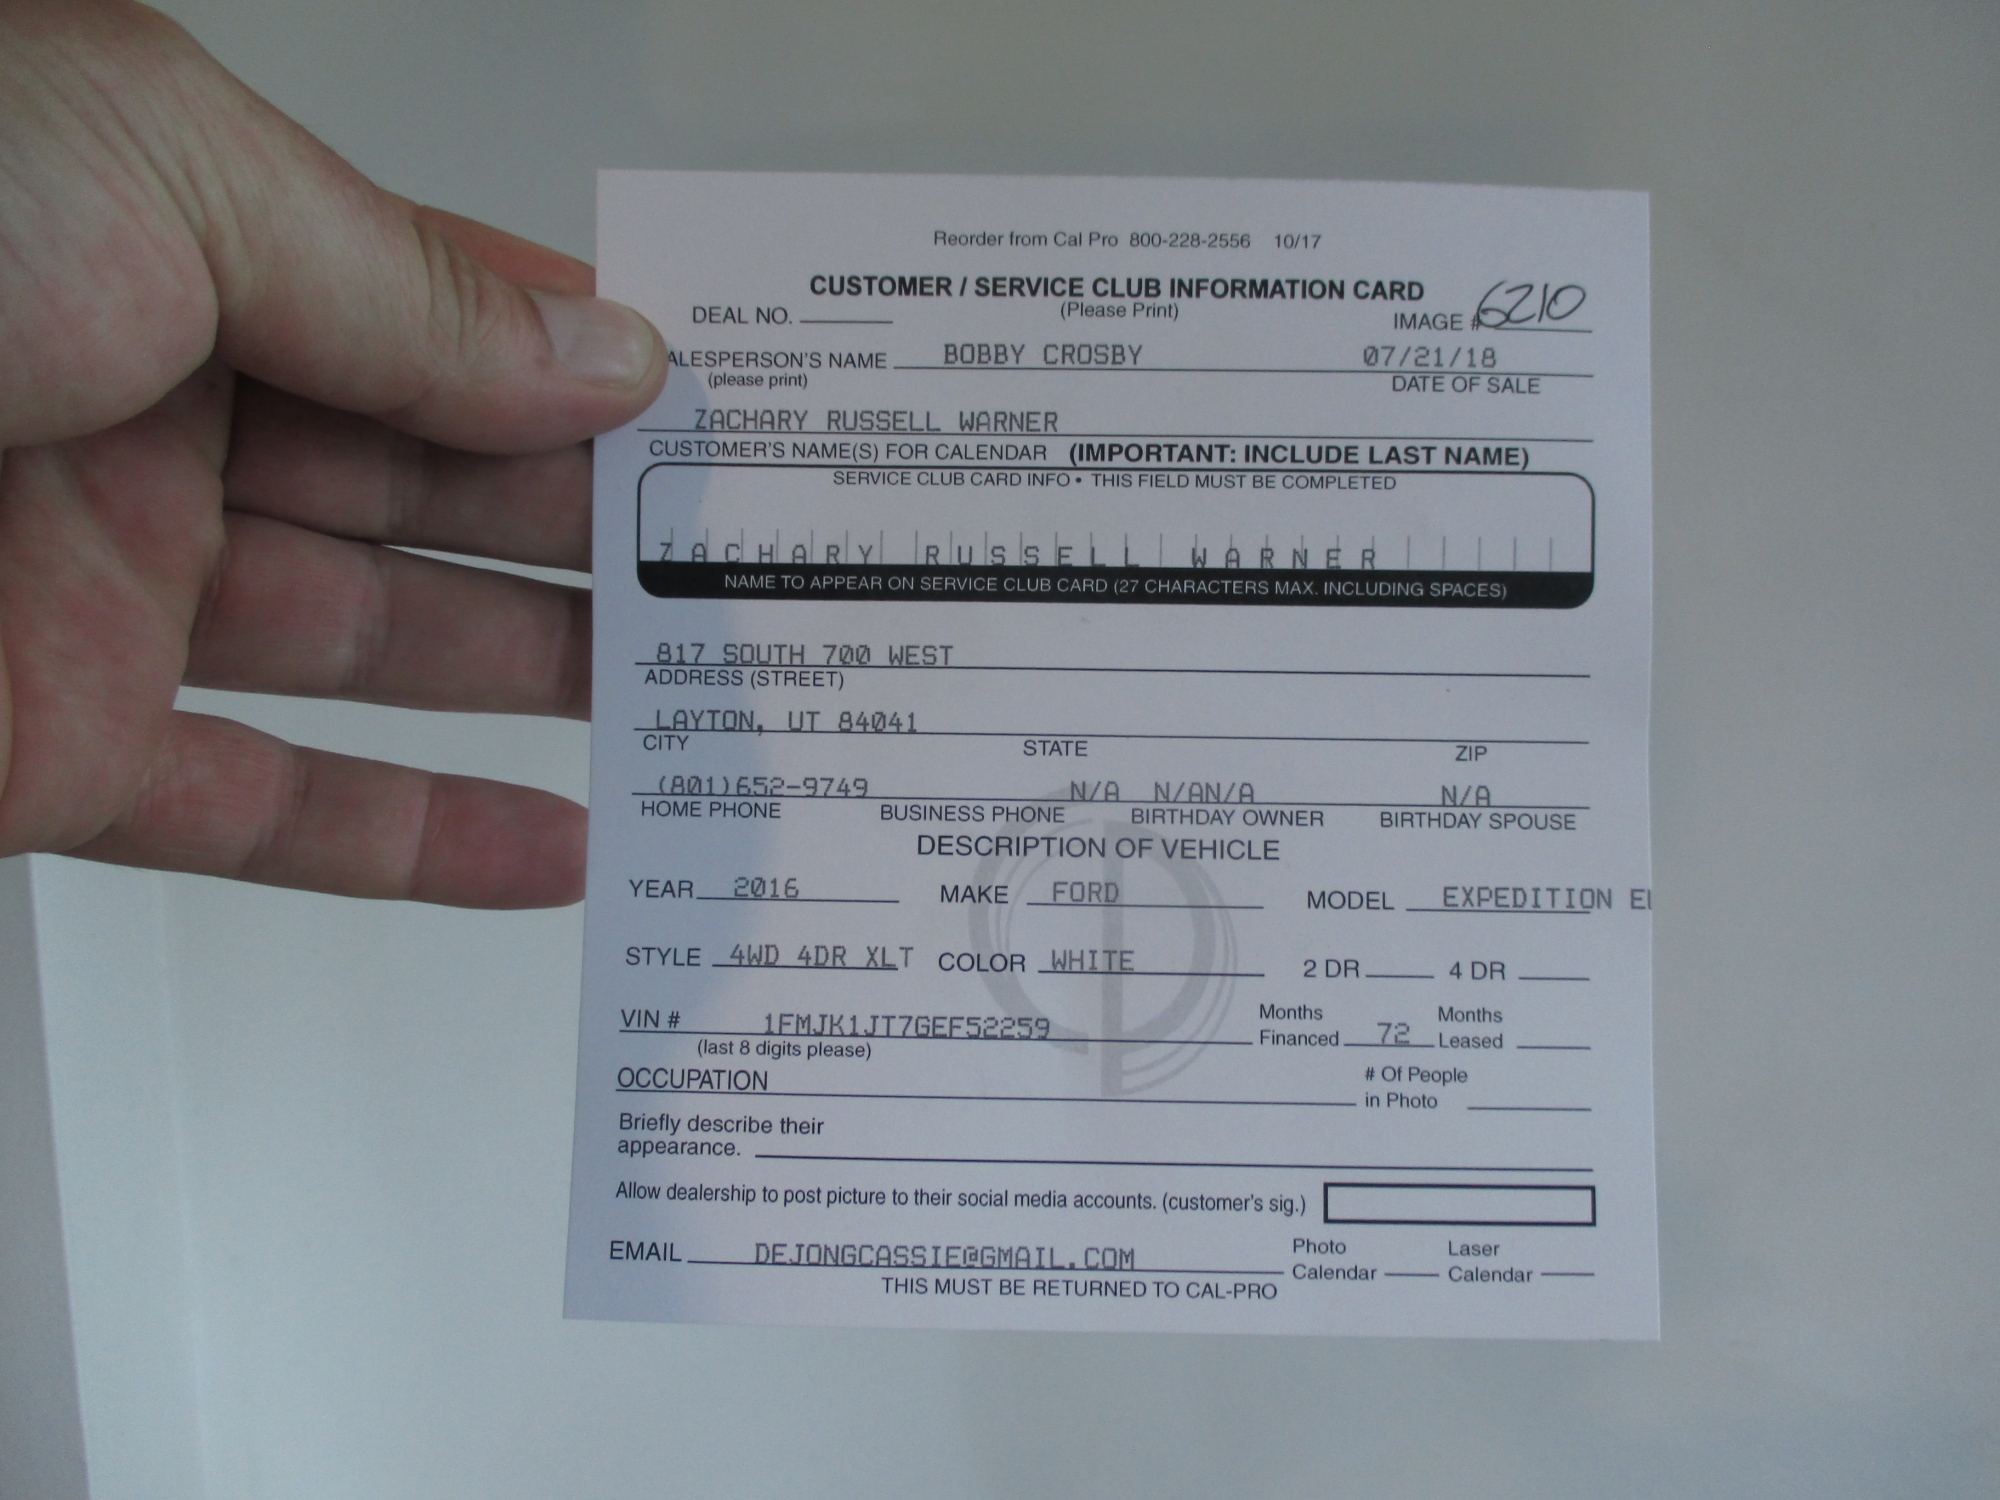 Reorder from Cal Pro 800-228-2556 10/17
CUSTOMER / SERVICE CLUB INFORMATION CARD
(Please Print)
DEAL NO. IMAGE # 6210
ALESPERSON'S NAME BOBBY CROSBY 07/21/18
(please print) DATE OF SALE
ZACHARY RUSSELL WARNER
CUSTOMER'S NAME(S) FOR CALENDAR (IMPORTANT: INCLUDE LAST NAME)
SERVICE CLUB CARD INFO • THIS FIELD MUST BE COMPLETED
ZACHARY RUSSELL WARNER
NAME TO APPEAR ON SERVICE CLUB CARD (27 CHARACTERS MAX. INCLUDING SPACES)
817 SOUTH 700 WEST
ADDRESS (STREET)
LAYTON, UT 84041
CITY STATE ZIP
(801)652-9749 N/A N/AN/A N/A
HOME PHONE BUSINESS PHONE BIRTHDAY OWNER BIRTHDAY SPOUSE
DESCRIPTION OF VEHICLE
YEAR 2016 MAKE FORD MODEL EXPEDITION EL
STYLE 4WD 4DR XLT COLOR WHITE 2 DR 4 DR
VIN # 1FMJK1JT7GEF52259 Months Financed 72 Months Leased
(last 8 digits please)
OCCUPATION # Of People in Photo
Briefly describe their
appearance.
Allow dealership to post picture to their social media accounts. (customer's sig.)
EMAIL DEJONGCASSIE@GMAIL.COM Photo Calendar Laser Calendar
THIS MUST BE RETURNED TO CAL-PRO